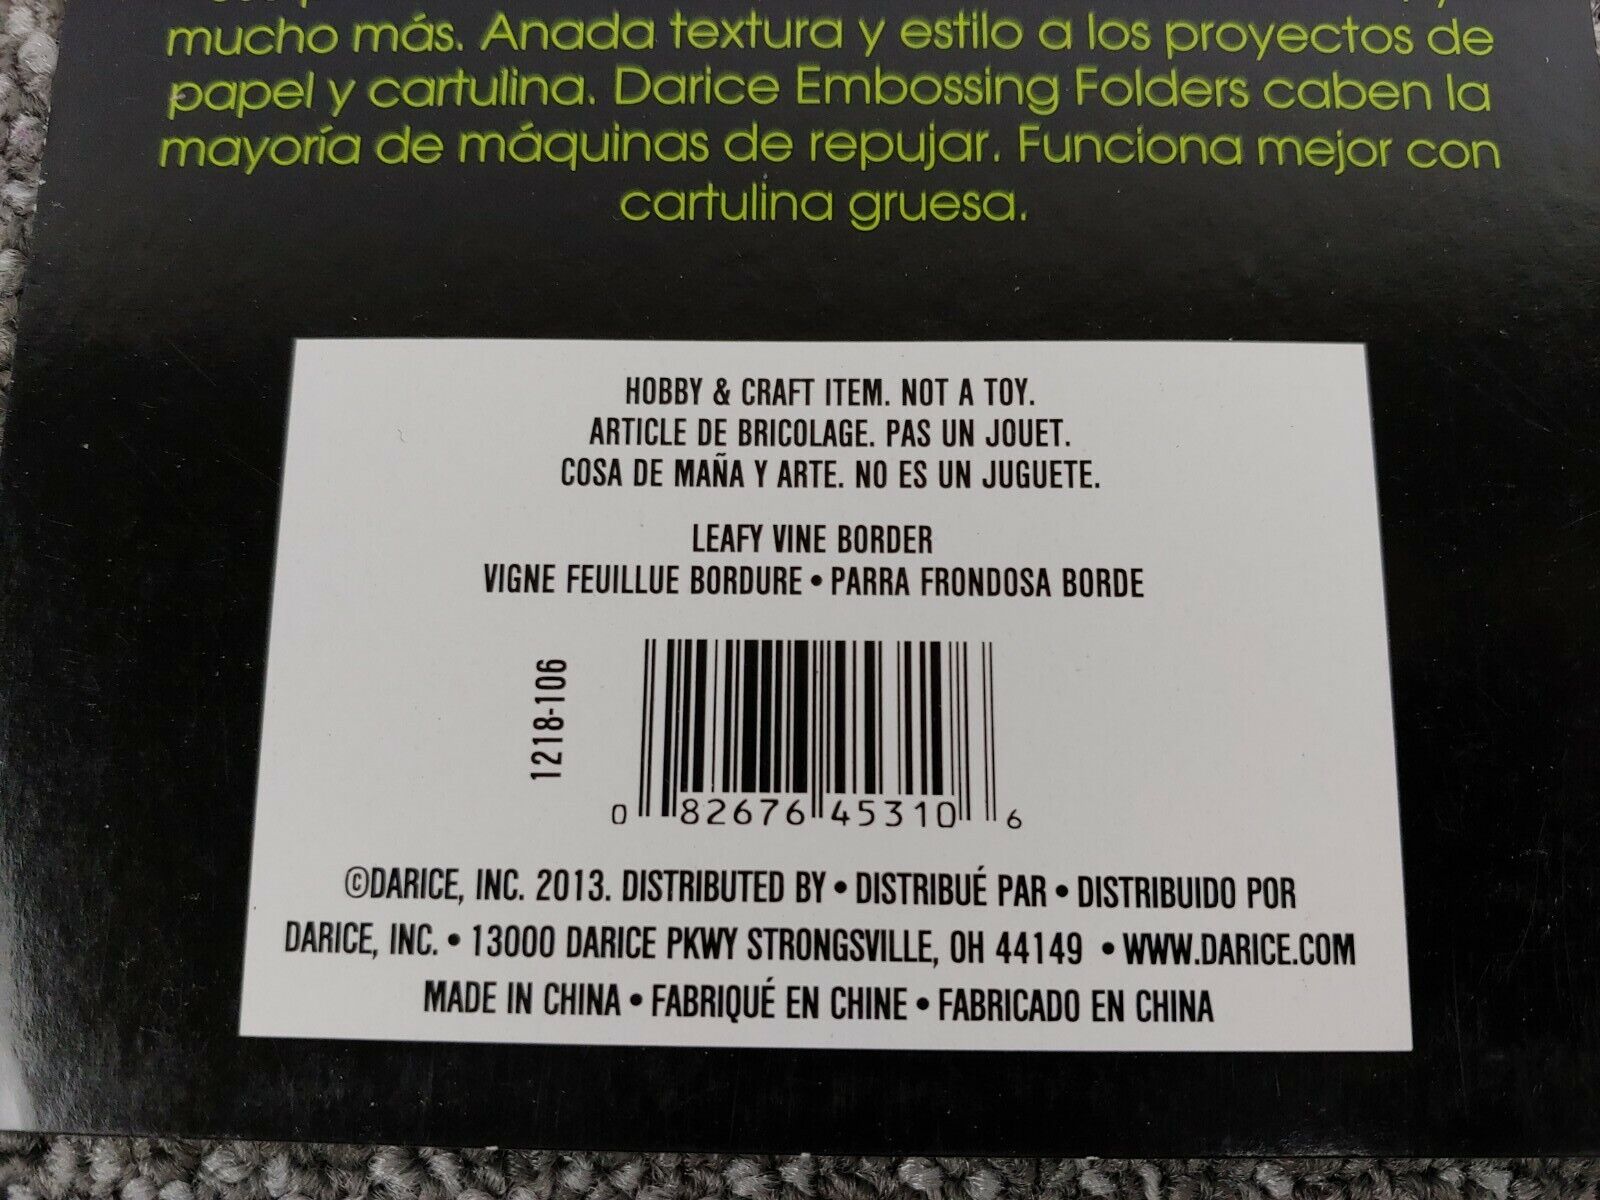 mucho más. Anada textura y estilo a los proyectos de
papel y cartulina. Darice Embossing Folders caben la
mayoría de máquinas de repujar. Funciona mejor con
cartulina gruesa.
HOBBY & CRAFT ITEM. NOT A TOY.
ARTICLE DE BRICOLAGE. PAS UN JOUET.
COSA DE MAÑA Y ARTE. NO ES UN JUGUETE.
LEAFY VINE BORDER
VIGNE FEUILLUE BORDURE • PARRA FRONDOSA BORDE
1218-106
0 82676 45310 6
©DARICE, INC. 2013. DISTRIBUTED BY • DISTRIBUÉ PAR • DISTRIBUIDO POR
DARICE, INC. • 13000 DARICE PKWY STRONGSVILLE, OH 44149 • WWW.DARICE.COM
MADE IN CHINA • FABRIQUÉ EN CHINE • FABRICADO EN CHINA